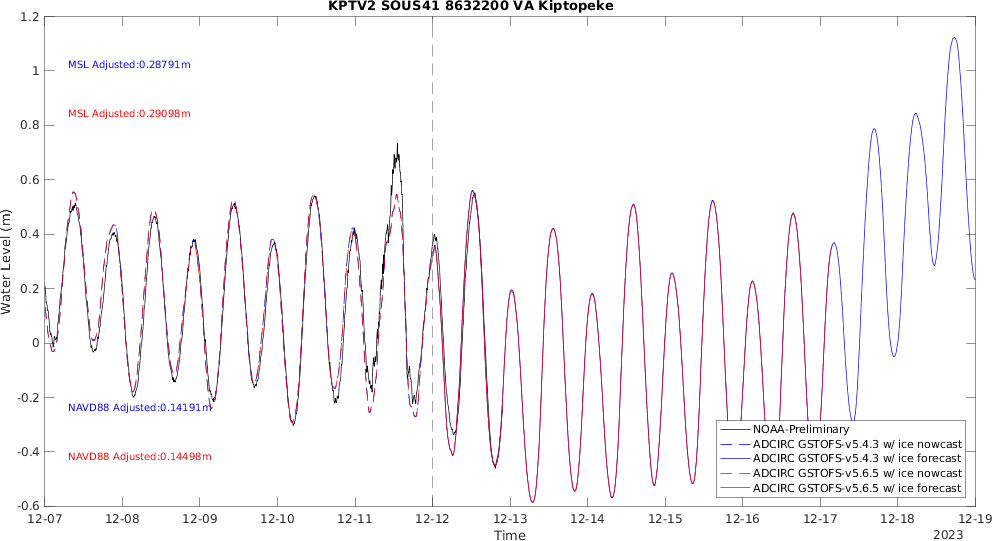 KPTV2 SOUS41 8632200 VA Kiptopeke
1.2
1
0.8
0.6
0.4
0.2
0
-0.2
-0.4
-0.6
Water Level (m)
MSL Adjusted:0.28791m
MSL Adjusted:0.29098m
NAVD88 Adjusted:0.14191m
NAVD88 Adjusted:0.14498m
NOAA-Preliminary
ADCIRC GSTOFS-v5.4.3 w/ ice nowcast
ADCIRC GSTOFS-v5.4.3 w/ ice forecast
ADCIRC GSTOFS-v5.6.5 w/ ice nowcast
ADCIRC GSTOFS-v5.6.5 w/ ice forecast
12-07 12-08 12-09 12-10 12-11 12-12 12-13 12-14 12-15 12-16 12-17 12-18 12-19
Time
2023